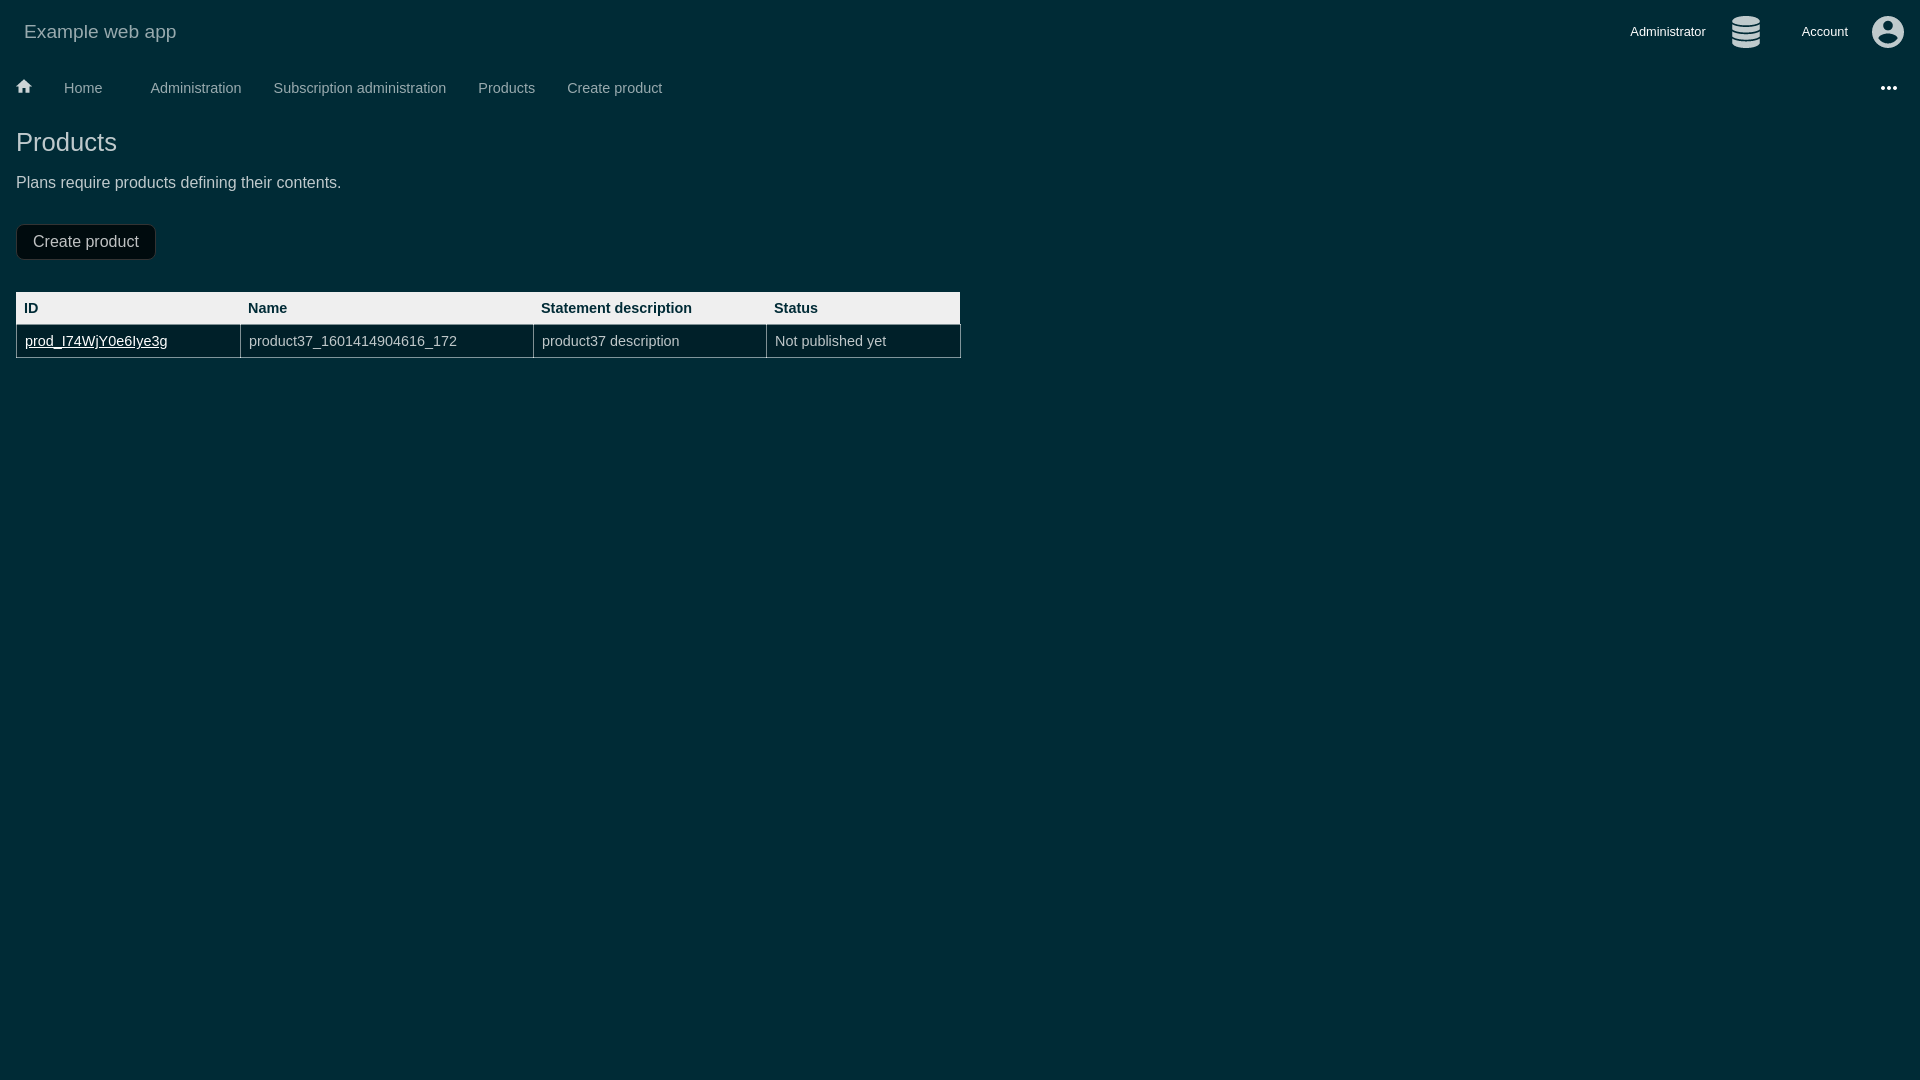 Example web app
Administrator
Account
Home
Administration
Subscription administration
Products
Create product
Products
Plans require products defining their contents.
Create product
ID Name Statement description Status
prod_I74WjY0e6Iye3g product37_1601414904616_172 product37 description Not published yet